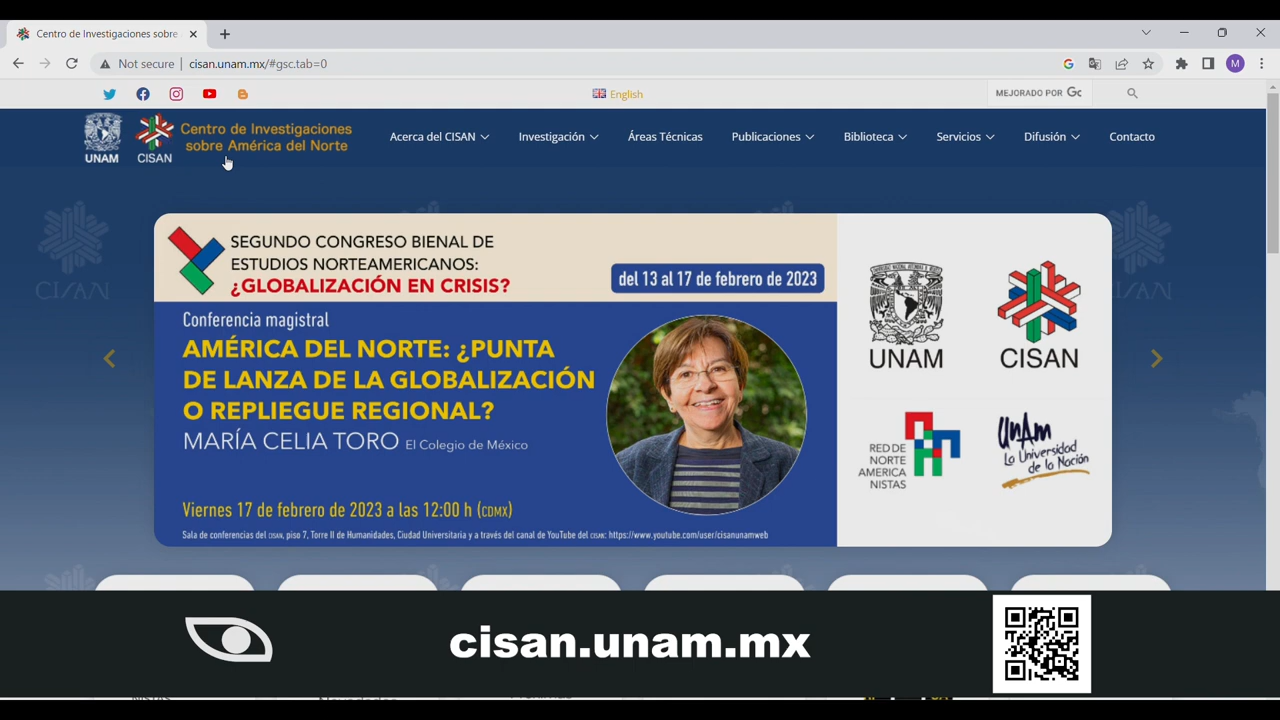 Centro de Investigaciones sobre
Not secure
cisan.unam.mx/#gsc.tab=0
M
English
MEJORADO POR
UNAM
CISAN
Centro de Investigaciones
sobre América del Norte
Acerca del CISAN
Investigación
Áreas Técnicas
Publicaciones
Biblioteca
Servicios
Difusión
Contacto
SEGUNDO CONGRESO BIENAL DE
ESTUDIOS NORTEAMERICANOS:
¿GLOBALIZACIÓN EN CRISIS?
del 13 al 17 de febrero de 2023
Conferencia magistral
AMÉRICA DEL NORTE: ¿PUNTA
DE LANZA DE LA GLOBALIZACIÓN
O REPLIEGUE REGIONAL?
MARÍA CELIA TORO El Colegio de México
Viernes 17 de febrero de 2023 a las 12:00 h (CDMX)
Sala de conferencias del CISAN, piso 7, Torre II de Humanidades, Ciudad Universitaria y a través del canal de YouTube del CISAN: https://www.youtube.com/user/cisanunamweb
UNAM
CISAN
RED DE
NORTE
AMERICA
NISTAS
UnAm
La Universidad
de la Nación
CISAN
cisan.unam.mx